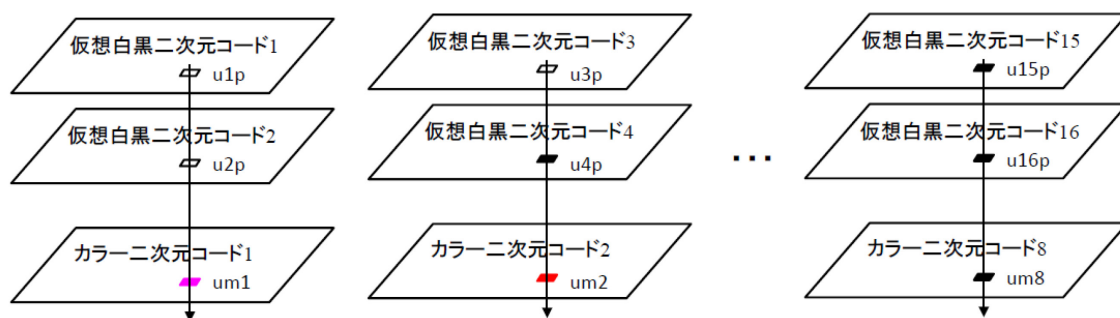 仮想白黒二次元コード1
u1p
仮想白黒二次元コード2
u2p
カラー二次元コード1
um1
仮想白黒二次元コード3
u3p
仮想白黒二次元コード4
u4p
カラー二次元コード2
um2
...
仮想白黒二次元コード15
u15p
仮想白黒二次元コード16
u16p
カラー二次元コード8
um8